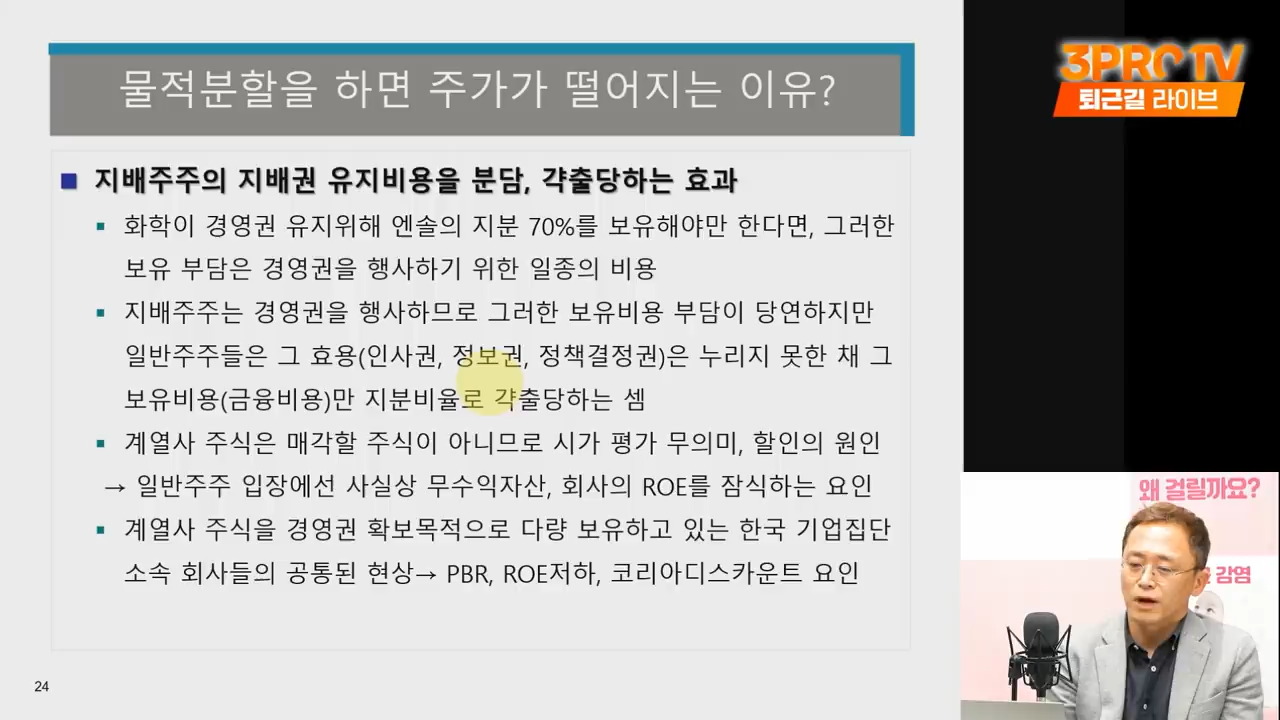 물적분할을 하면 주가가 떨어지는 이유?
지배주주의 지배권 유지비용을 분담, 갹출당하는 효과
화학이 경영권 유지위해 엔솔의 지분 70%를 보유해야만 한다면, 그러한
보유 부담은 경영권을 행사하기 위한 일종의 비용
지배주주는 경영권을 행사하므로 그러한 보유비용 부담이 당연하지만
일반주주들은 그 효용(인사권, 정보권, 정책결정권)은 누리지 못한 채 그
보유비용(금융비용)만 지분비율로 갹출당하는 셈
계열사 주식은 매각할 주식이 아니므로 시가 평가 무의미, 할인의 원인
→ 일반주주 입장에선 사실상 무수익자산, 회사의 ROE를 잠식하는 요인
계열사 주식을 경영권 확보목적으로 다량 보유하고 있는 한국 기업집단
소속 회사들의 공통된 현상→ PBR, ROE저하, 코리아디스카운트 요인
24
3PRO TV
퇴근길 라이브
왜 걸릴까요?
감염